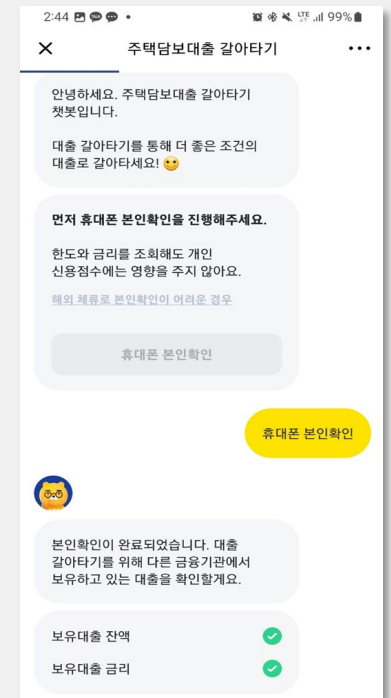 2:44
LTE 99%
주택담보대출 갈아타기
안녕하세요. 주택담보대출 갈아타기
챗봇입니다.
대출 갈아타기를 통해 더 좋은 조건의
대출로 갈아타세요!
먼저 휴대폰 본인확인을 진행해주세요.
한도와 금리를 조회해도 개인
신용점수에는 영향을 주지 않아요.
해외 체류로 본인확인이 어려운 경우
휴대폰 본인확인
휴대폰 본인확인
본인확인이 완료되었습니다. 대출
갈아타기를 위해 다른 금융기관에서
보유하고 있는 대출을 확인할게요.
보유대출 잔액
보유대출 금리